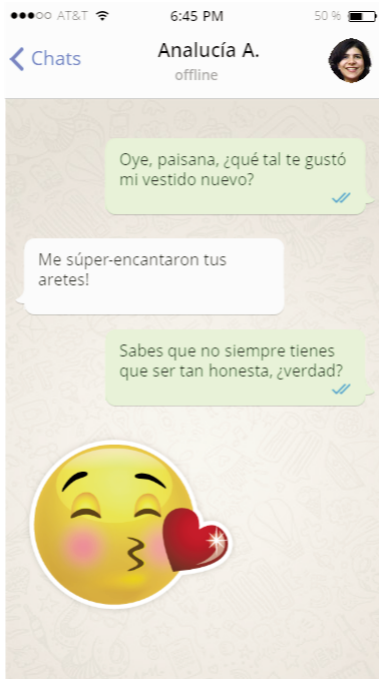 ●●●○○ AT&T 6:45 PM 50 %
Chats Analucía A.
offline
Oye, paisana, ¿qué tal te gustó
mi vestido nuevo?
Me súper-encantaron tus
aretes!
Sabes que no siempre tienes
que ser tan honesta, ¿verdad?